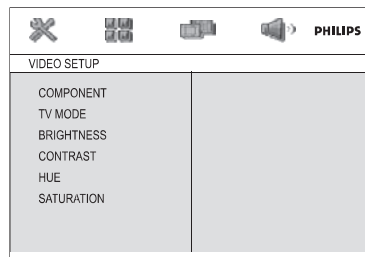 PHILIPS
VIDEO SETUP
COMPONENT
TV MODE
BRIGHTNESS
CONTRAST
HUE
SATURATION